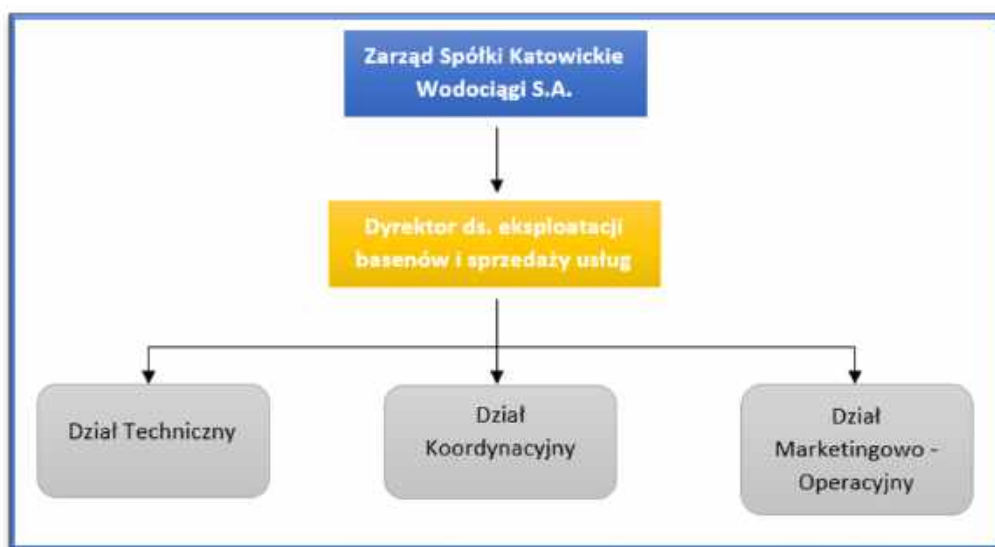 Zarząd Spółki Katowickie
Wodociągi S.A.
Dyrektor ds. eksploatacji
basenów i sprzedaży usług
Dział Techniczny
Dział
Koordynacyjny
Dział
Marketingowo -
Operacyjny